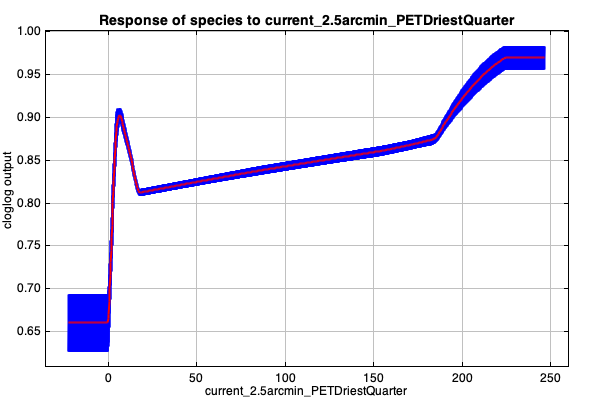 Response of species to current_2.5arcmin_PETDriestQuarter
cloglog output
1.00
0.95
0.90
0.85
0.80
0.75
0.70
0.65
0 50 100 150 200 250
current_2.5arcmin_PETDriestQuarter